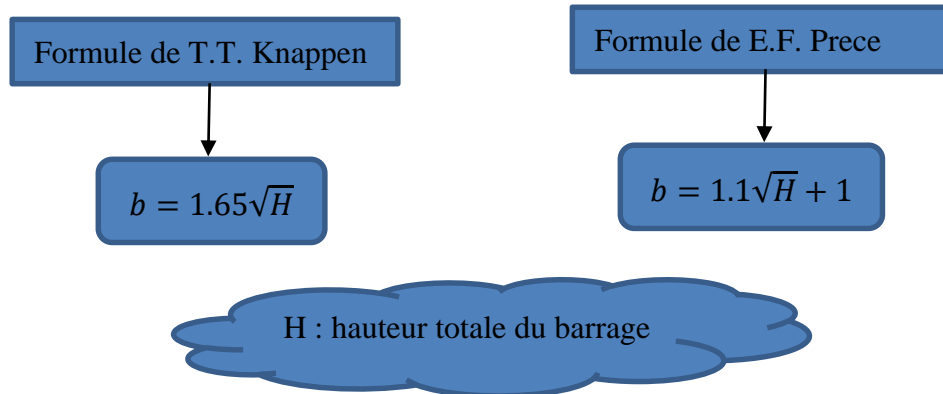 Formule de T.T. Knappen
Formule de E.F. Prece
b = 1.65√H
b = 1.1√H + 1
H : hauteur totale du barrage